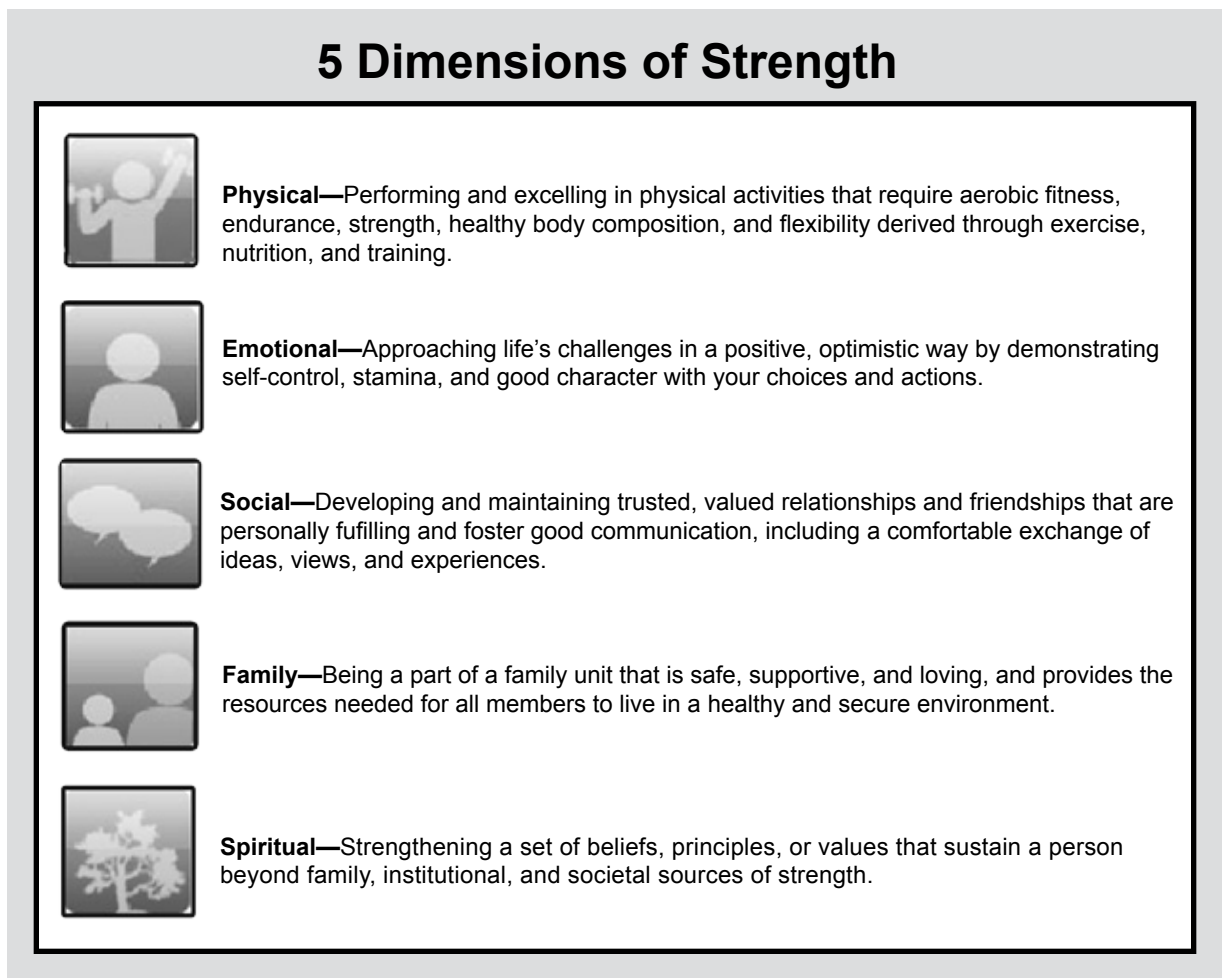 5 Dimensions of Strength
Physical—Performing and excelling in physical activities that require aerobic fitness,
endurance, strength, healthy body composition, and flexibility derived through exercise,
nutrition, and training.
Emotional—Approaching life’s challenges in a positive, optimistic way by demonstrating
self-control, stamina, and good character with your choices and actions.
Social—Developing and maintaining trusted, valued relationships and friendships that are
personally fufilling and foster good communication, including a comfortable exchange of
ideas, views, and experiences.
Family—Being a part of a family unit that is safe, supportive, and loving, and provides the
resources needed for all members to live in a healthy and secure environment.
Spiritual—Strengthening a set of beliefs, principles, or values that sustain a person
beyond family, institutional, and societal sources of strength.